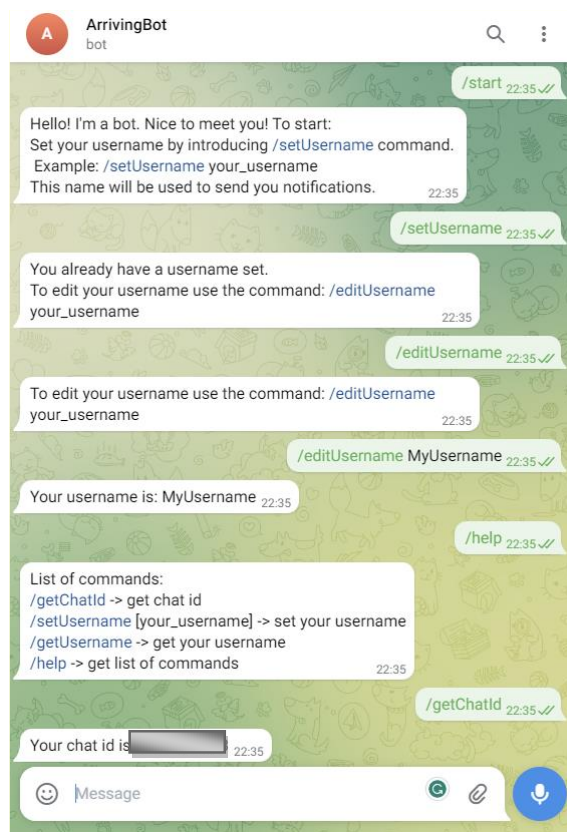 A
ArrivingBot
bot
/start 22:35
Hello! I'm a bot. Nice to meet you! To start:
Set your username by introducing /setUsername command.
Example: /setUsername your_username
This name will be used to send you notifications.
22:35
/setUsername 22:35
You already have a username set.
To edit your username use the command: /editUsername
your_username
22:35
/editUsername 22:35
To edit your username use the command: /editUsername
your_username
22:35
/editUsername MyUsername 22:35
Your username is: MyUsername 22:35
/help 22:35
List of commands:
/getChatId -> get chat id
/setUsername [your_username] -> set your username
/getUsername -> get your username
/help -> get list of commands
22:35
/getChatId 22:35
Your chat id is 22:35
Message
G